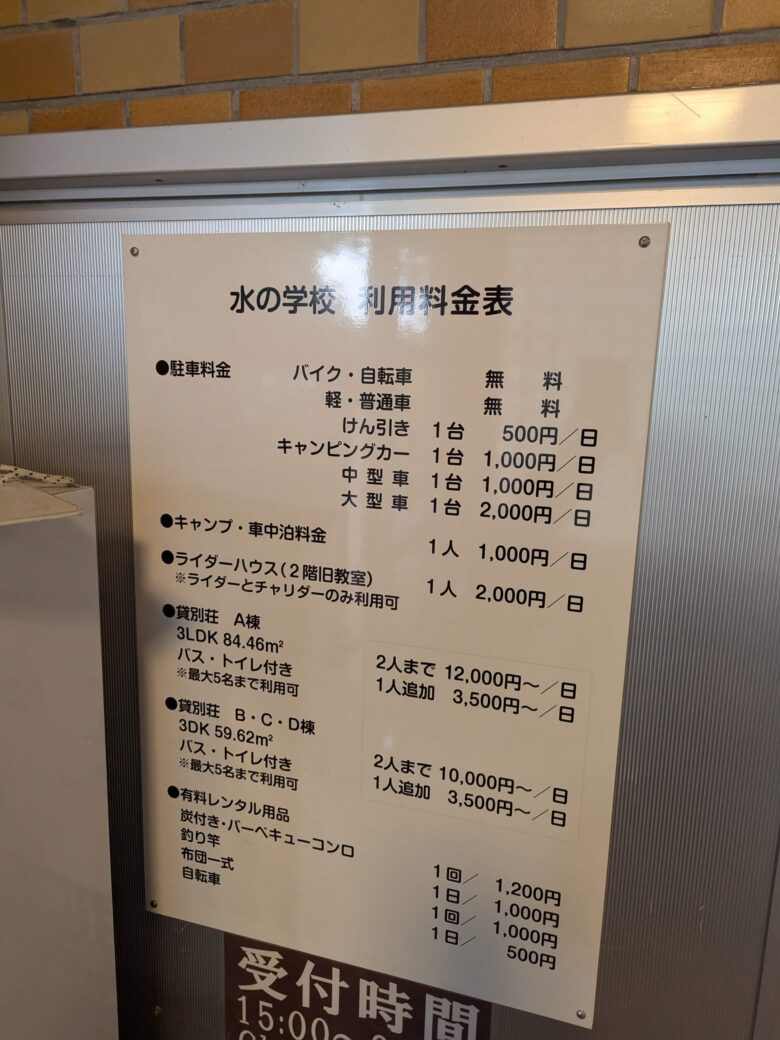 水の学校 利用料金表
●駐車料金 バイク・自転車 無 料
軽・普通車 無 料
けん引き 1台 500円／日
キャンピングカー 1台 1,000円／日
中 型 車 1台 1,000円／日
大 型 車 1台 2,000円／日
●キャンプ・車中泊料金 1人 1,000円／日
●ライダーハウス(2階旧教室) 1人 2,000円／日
※ライダーとチャリダーのみ利用可
●貸別荘 A棟
3LDK 84.46m²
バス・トイレ付き 2人まで 12,000円〜／日
※最大5名まで利用可 1人追加 3,500円〜／日
●貸別荘 B・C・D棟
3DK 59.62m²
バス・トイレ付き 2人まで 10,000円〜／日
※最大5名まで利用可 1人追加 3,500円〜／日
●有料レンタル用品
炭付き・バーベキューコンロ 1回／ 1,200円
釣り竿 1日／ 1,000円
布団一式 1回／ 1,000円
自転車 1日／ 500円
受付時間
15:00〜